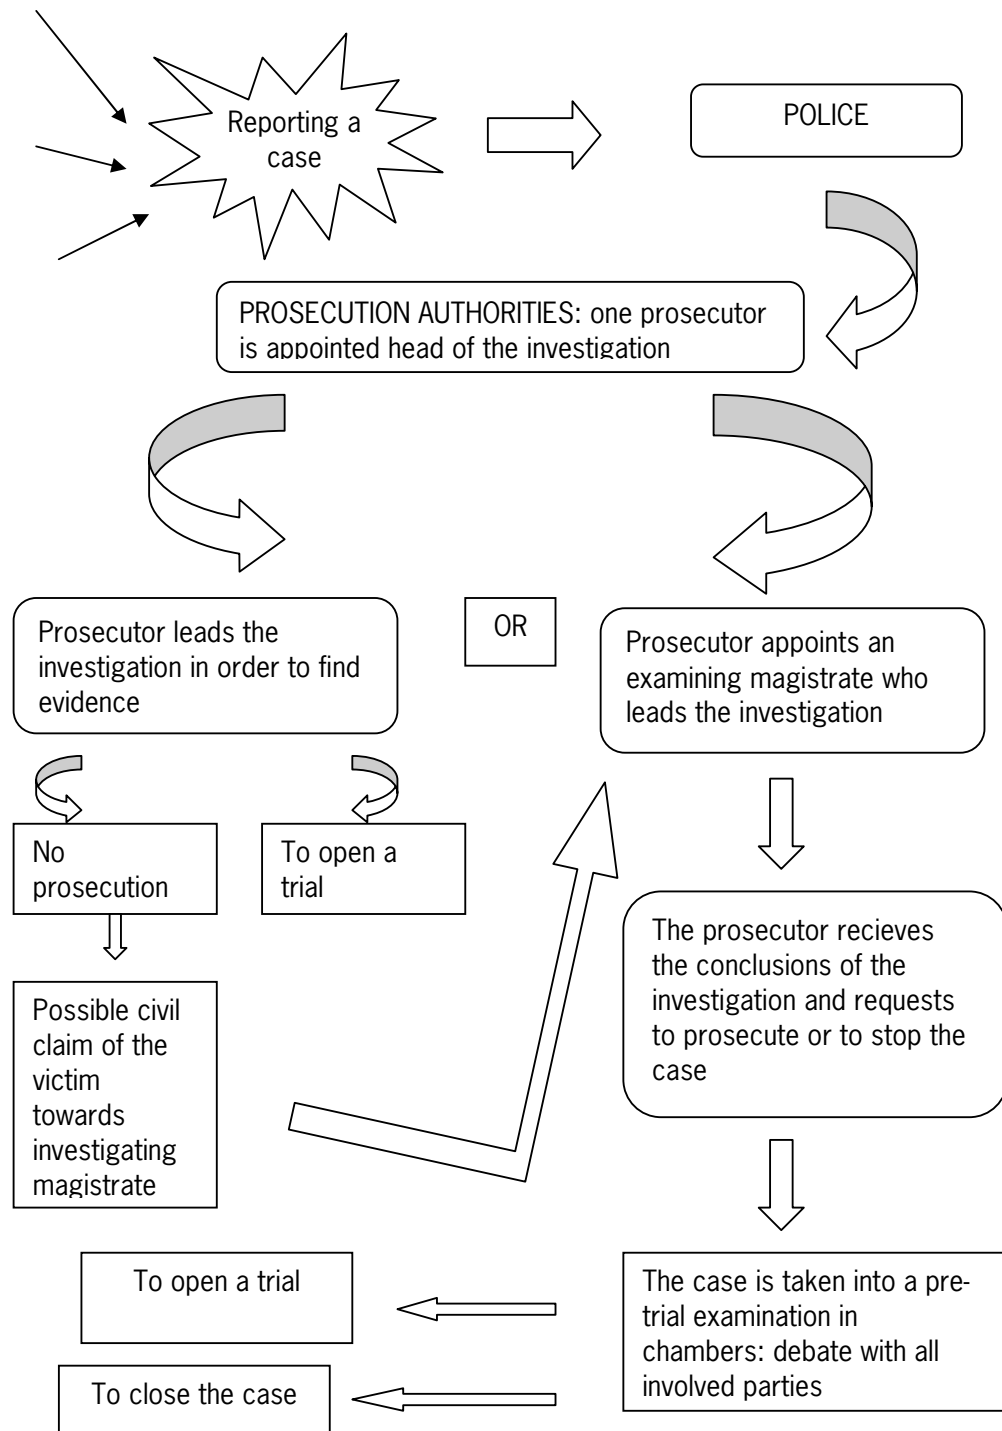 Reporting a
case
POLICE
PROSECUTION AUTHORITIES: one prosecutor
is appointed head of the investigation
Prosecutor leads the
investigation in order to find
evidence
OR
Prosecutor appoints an
examining magistrate who
leads the investigation
No
prosecution
To open a
trial
The prosecutor recieves
the conclusions of the
investigation and requests
to prosecute or to stop the
case
Possible civil
claim of the
victim
towards
investigating
magistrate
To open a trial
The case is taken into a pre-
trial examination in
chambers: debate with all
involved parties
To close the case